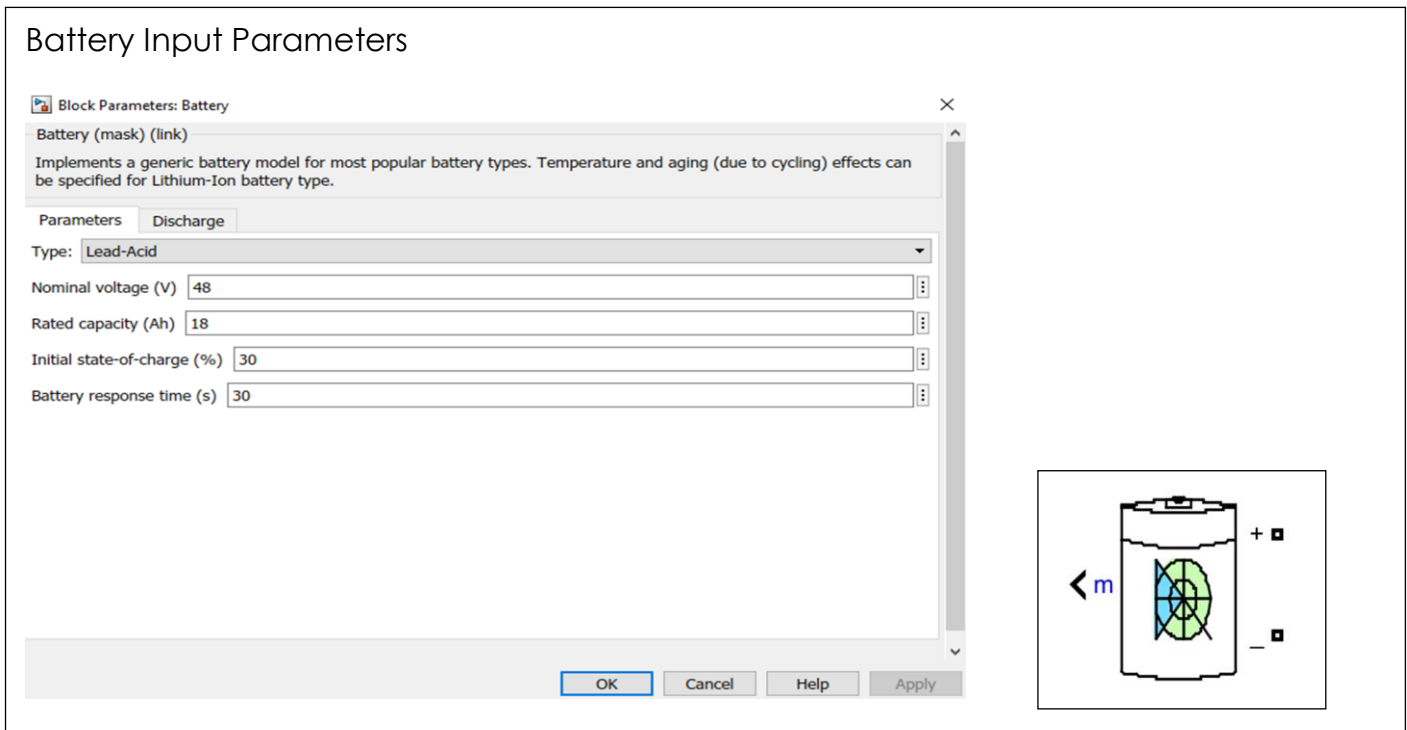 Battery Input Parameters
Block Parameters: Battery
Battery (mask) (link)
Implements a generic battery model for most popular battery types. Temperature and aging (due to cycling) effects can
be specified for Lithium-Ion battery type.
Parameters Discharge
Type: Lead-Acid
Nominal voltage (V) 48
Rated capacity (Ah) 18
Initial state-of-charge (%) 30
Battery response time (s) 30
OK Cancel Help Apply
+
m
_